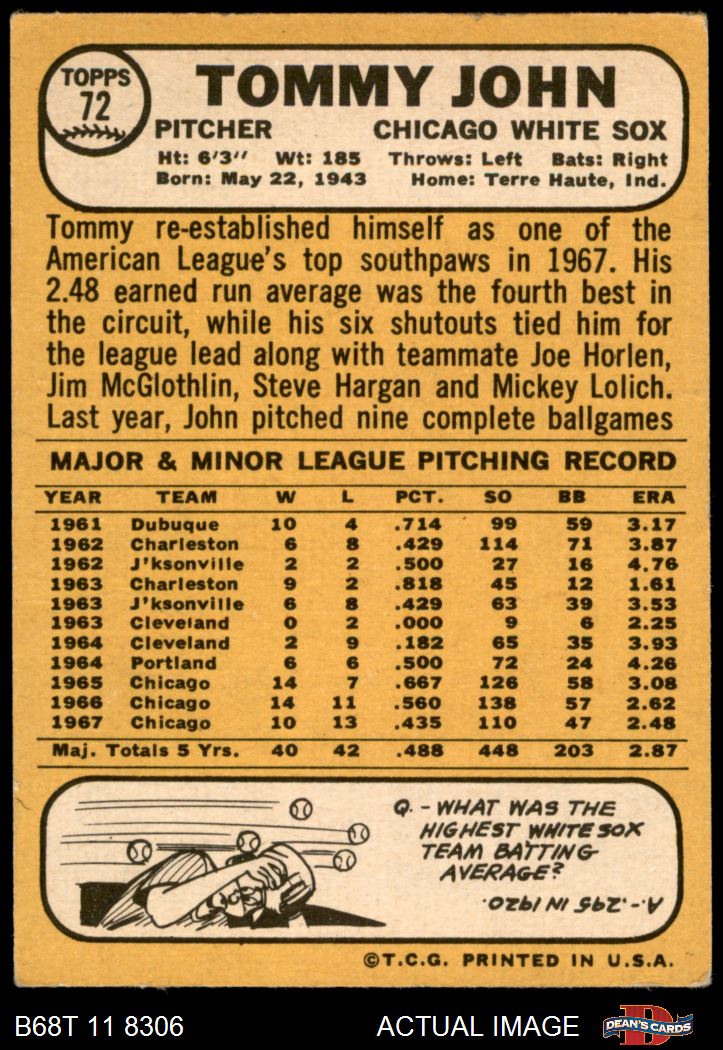 TOPPS
72
TOMMY JOHN
PITCHER CHICAGO WHITE SOX
Ht: 6'3" Wt: 185 Throws: Left Bats: Right
Born: May 22, 1943 Home: Terre Haute, Ind.
Tommy re-established himself as one of the
American League's top southpaws in 1967. His
2.48 earned run average was the fourth best in
the circuit, while his six shutouts tied him for
the league lead along with teammate Joe Horlen,
Jim McGlothlin, Steve Hargan and Mickey Lolich.
Last year, John pitched nine complete ballgames
MAJOR & MINOR LEAGUE PITCHING RECORD
YEAR TEAM W L PCT. SO BB ERA
1961 Dubuque 10 4 .714 99 59 3.17
1962 Charleston 6 8 .429 114 71 3.87
1962 J'ksonville 2 2 .500 27 16 4.76
1963 Charleston 9 2 .818 45 12 1.61
1963 J'ksonville 6 8 .429 63 39 3.53
1963 Cleveland 0 2 .000 9 6 2.25
1964 Cleveland 2 9 .182 65 35 3.93
1964 Portland 6 6 .500 72 24 4.26
1965 Chicago 14 7 .667 126 58 3.08
1966 Chicago 14 11 .560 138 57 2.62
1967 Chicago 10 13 .435 110 47 2.48
Maj. Totals 5 Yrs. 40 42 .488 448 203 2.87
Q.-WHAT WAS THE
HIGHEST WHITE SOX
TEAM BATTING
AVERAGE?
A.-.295 IN 1920.
©T.C.G. PRINTED IN U.S.A.
B68T 11 8306 ACTUAL IMAGE D DEAN'S CARDS